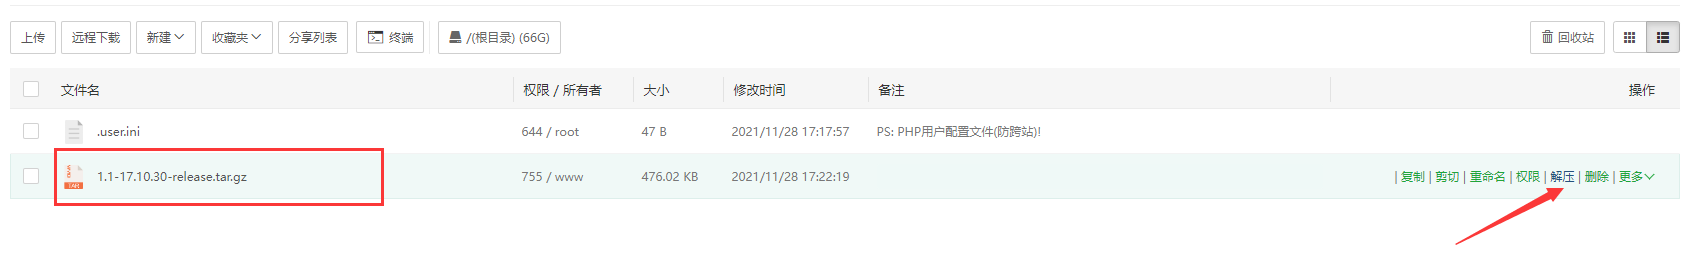 上传 远程下载 新建 收藏夹 分享列表 终端 /(根目录) (66G) 回收站
文件名 权限 / 所有者 大小 修改时间 备注 操作
.user.ini 644 / root 47 B 2021/11/28 17:17:57 PS: PHP用户配置文件(防跨站)!
1.1-17.10.30-release.tar.gz 755 / www 476.02 KB 2021/11/28 17:22:19 | 复制 | 剪切 | 重命名 | 权限 | 解压 | 删除 | 更多
TAR